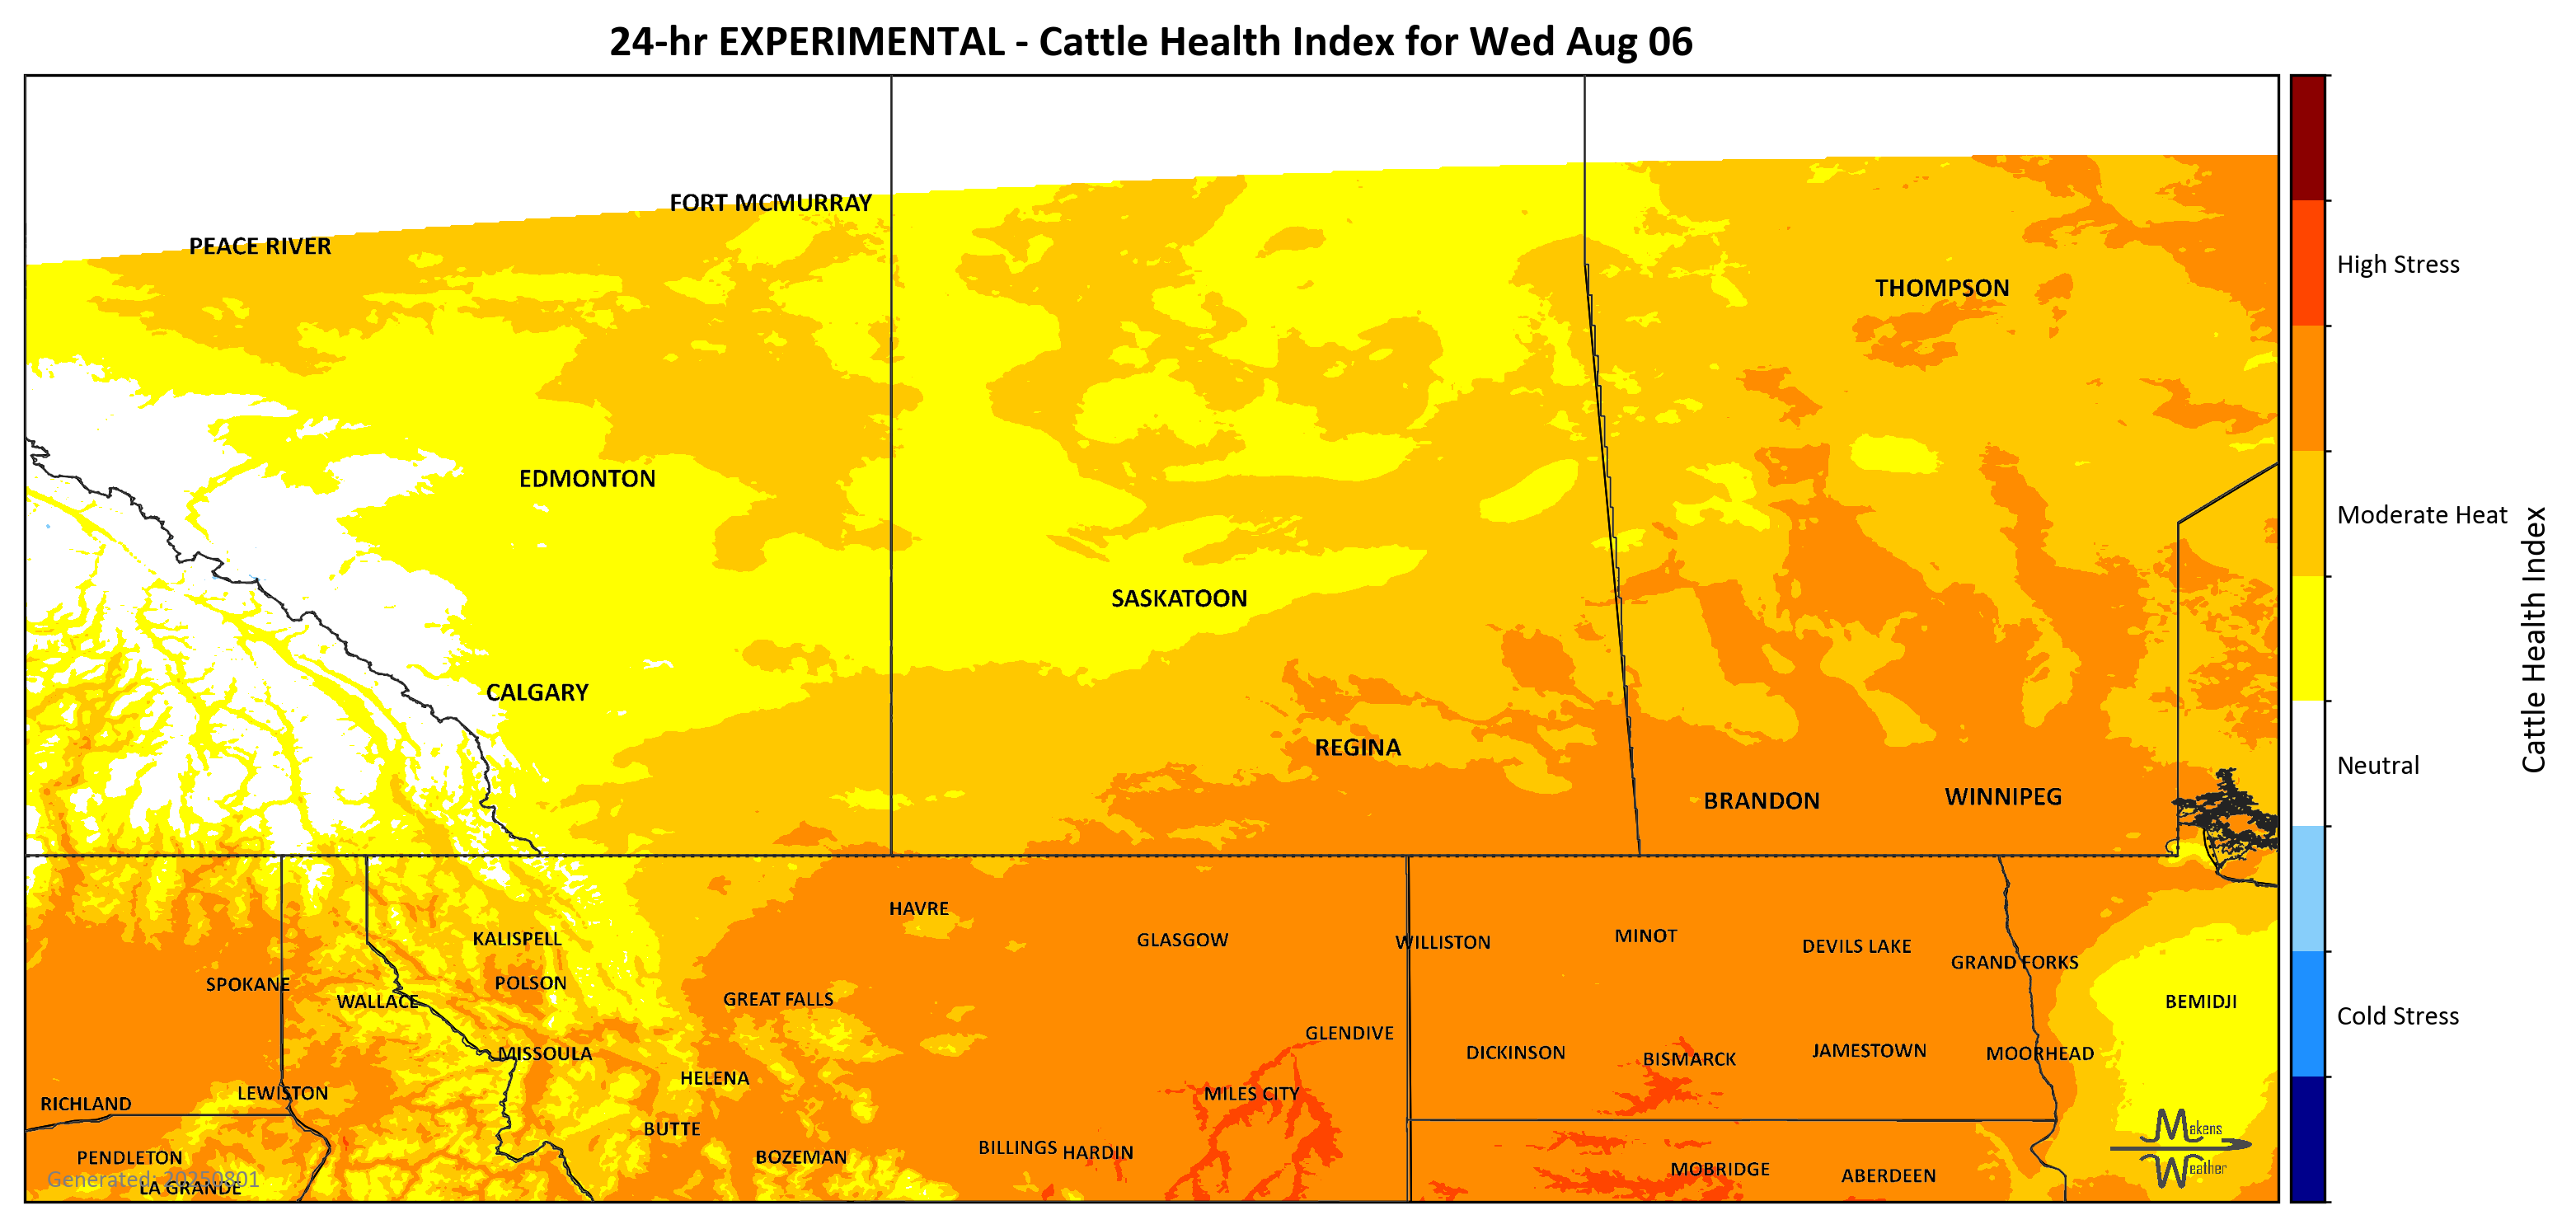 24-hr EXPERIMENTAL - Cattle Health Index for Wed Aug 06
FORT MCMURRAY
PEACE RIVER
THOMPSON
EDMONTON
SASKATOON
CALGARY
REGINA
BRANDON
WINNIPEG
HAVRE
GLASGOW
WILLISTON
MINOT
DEVILS LAKE
GRAND FORKS
KALISPELL
SPOKANE
POLSON
WALLACE
GREAT FALLS
BEMIDJI
GLENDIVE
MISSOULA
DICKINSON
BISMARCK
JAMESTOWN
MOORHEAD
HELENA
LEWISTON
MILES CITY
RICHLAND
BUTTE
BILLINGS
HARDIN
BOZEMAN
PENDLETON
MOBRIDGE
ABERDEEN
LA GRANDE
Generated: 20250801
Makens
Weather
High Stress
Moderate Heat
Neutral
Cold Stress
Cattle Health Index